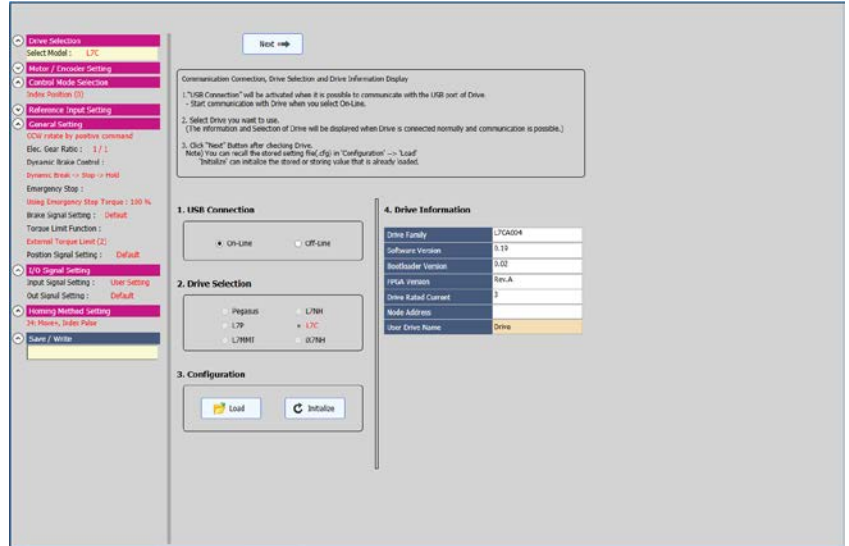 Drive Selection
Select Model : L7C
Motor / Encoder Setting
Control Mode Selection
Index Position (0)
Reference Input Setting
General Setting
CCW rotate by positive command
Elec. Gear Ratio : 1 / 1
Dynamic Brake Control :
Dynamic Break -> Stop -> Hold
Emergency Stop :
Using Emergency Stop Torque : 100 %
Brake Signal Setting : Default
Torque Limit Function :
External Torque Limit (2)
Position Signal Setting : Default
I/O Signal Setting
Input Signal Setting : User Setting
Out Signal Setting : Default
Homing Method Setting
34: Move+, Index Pulse
Save / Write
Next
Communication Connection, Drive Selection and Drive Information Display
1."USB Connection" will be activated when it is possible to communicate with the USB port of Drive.
- Start communication with Drive when you select On-Line.
2. Select Drive you want to use.
(The information and Selection of Drive will be displayed when Drive is connected normally and communication is possible.)
3. Click "Next" Button after checking Drive.
Note) You can recall the stored setting file(.cfg) in 'Configuration' --> 'Load'
'Initialize' can initialize the stored or storing value that is already loaded.
1. USB Connection
On-Line Off-Line
2. Drive Selection
Pegasus L7NH
L7P L7C
L7MMT
3. Configuration
Load Initialize
4. Drive Information
Drive Family L7CA004
Software Version 0.19
Bootloader Version 0.02
FPGA Version Rev.A
Drive Rated Current 3
Node Address
User Drive Name Drive